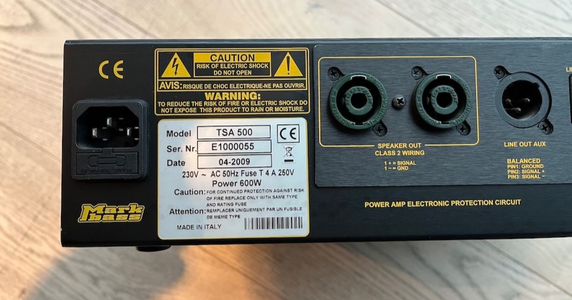 CE
CAUTION
RISK OF ELECTRIC SHOCK
DO NOT OPEN
AVIS: RISQUE DE CHOC ELECTRIQUE-NE PAS OUVRIR.
WARNING:
TO REDUCE THE RISK OF FIRE OR ELECTRIC SHOCK DO
NOT EXPOSE THIS PRODUCT TO RAIN OR MOISTURE.
Model TSA 500 CE
Ser. Nr. E1000055
Date 04-2009
230V ~ AC 50Hz Fuse T 4 A 250V
Power 600W
Caution: FOR CONTINUED PROTECTION AGAINST RISK
OF FIRE REPLACE ONLY WITH SAME TYPE
AND RATING FUSE
Attention: REMPLACER UNIQUEMENT PAR UN FUSIBLE
DE MEME TYPE
MADE IN ITALY
Mark
bass
SPEAKER OUT
CLASS 2 WIRING
1 + = SIGNAL
1 - = GND
LINE OUT AUX
BALANCED
PIN1: GROUND
PIN2: SIGNAL +
PIN3: SIGNAL -
POWER AMP ELECTRONIC PROTECTION CIRCUIT